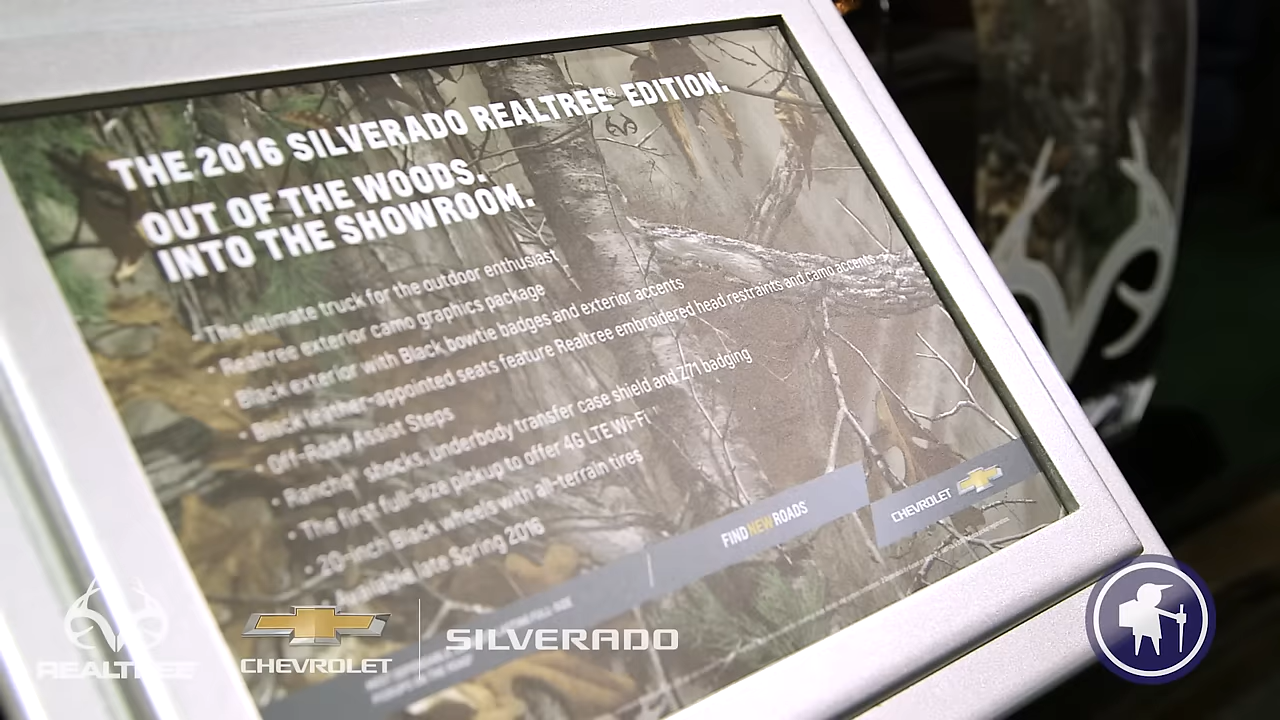 THE 2016 SILVERADO REALTREE® EDITION.
OUT OF THE WOODS.
INTO THE SHOWROOM.
• The ultimate truck for the outdoor enthusiast
• Realtree exterior camo graphics package
• Black exterior with Black bowtie badges and exterior accents
• Black leather-appointed seats feature Realtree embroidered head restraints and camo accents
• Off-Road Assist Steps
• Rancho® shocks, underbody transfer case shield and Z71 badging
• The first full-size pickup to offer 4G LTE Wi-Fi
• 20-inch Black wheels with all-terrain tires
• Available late Spring 2016
FIND NEW ROADS
CHEVROLET
REALTREE
CHEVROLET
SILVERADO